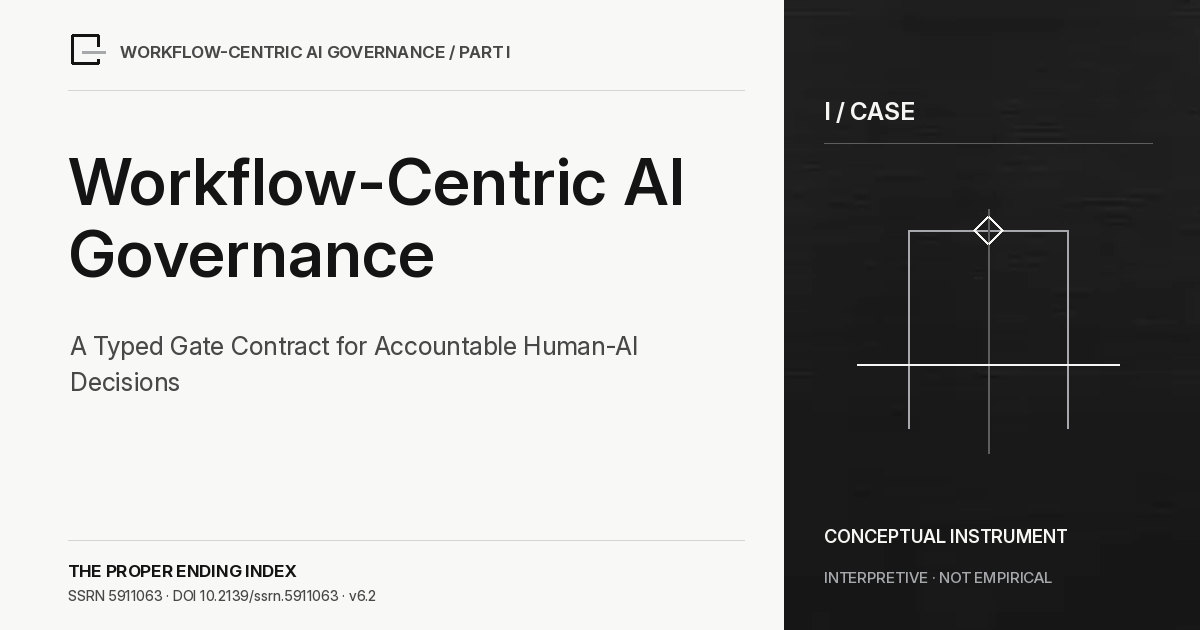 WORKFLOW-CENTRIC AI GOVERNANCE / PART I
Workflow-Centric AI
Governance
A Typed Gate Contract for Accountable Human-AI
Decisions
THE PROPER ENDING INDEX
SSRN 5911063 · DOI 10.2139/ssrn.5911063 · v6.2
I / CASE
CONCEPTUAL INSTRUMENT
INTERPRETIVE · NOT EMPIRICAL